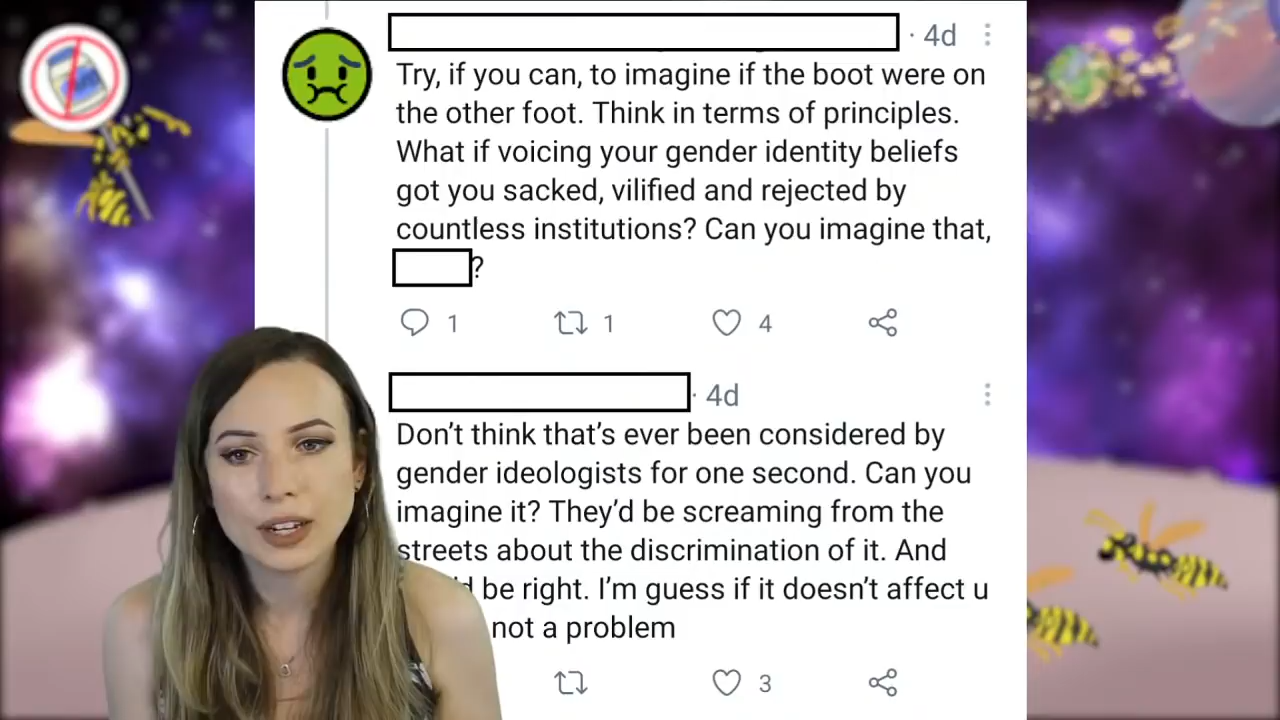 · 4d
Try, if you can, to imagine if the boot were on
the other foot. Think in terms of principles.
What if voicing your gender identity beliefs
got you sacked, vilified and rejected by
countless institutions? Can you imagine that,
?
1 1 4
· 4d
Don’t think that’s ever been considered by
gender ideologists for one second. Can you
imagine it? They’d be screaming from the
streets about the discrimination of it. And
be right. I’m guess if it doesn’t affect u
not a problem
3